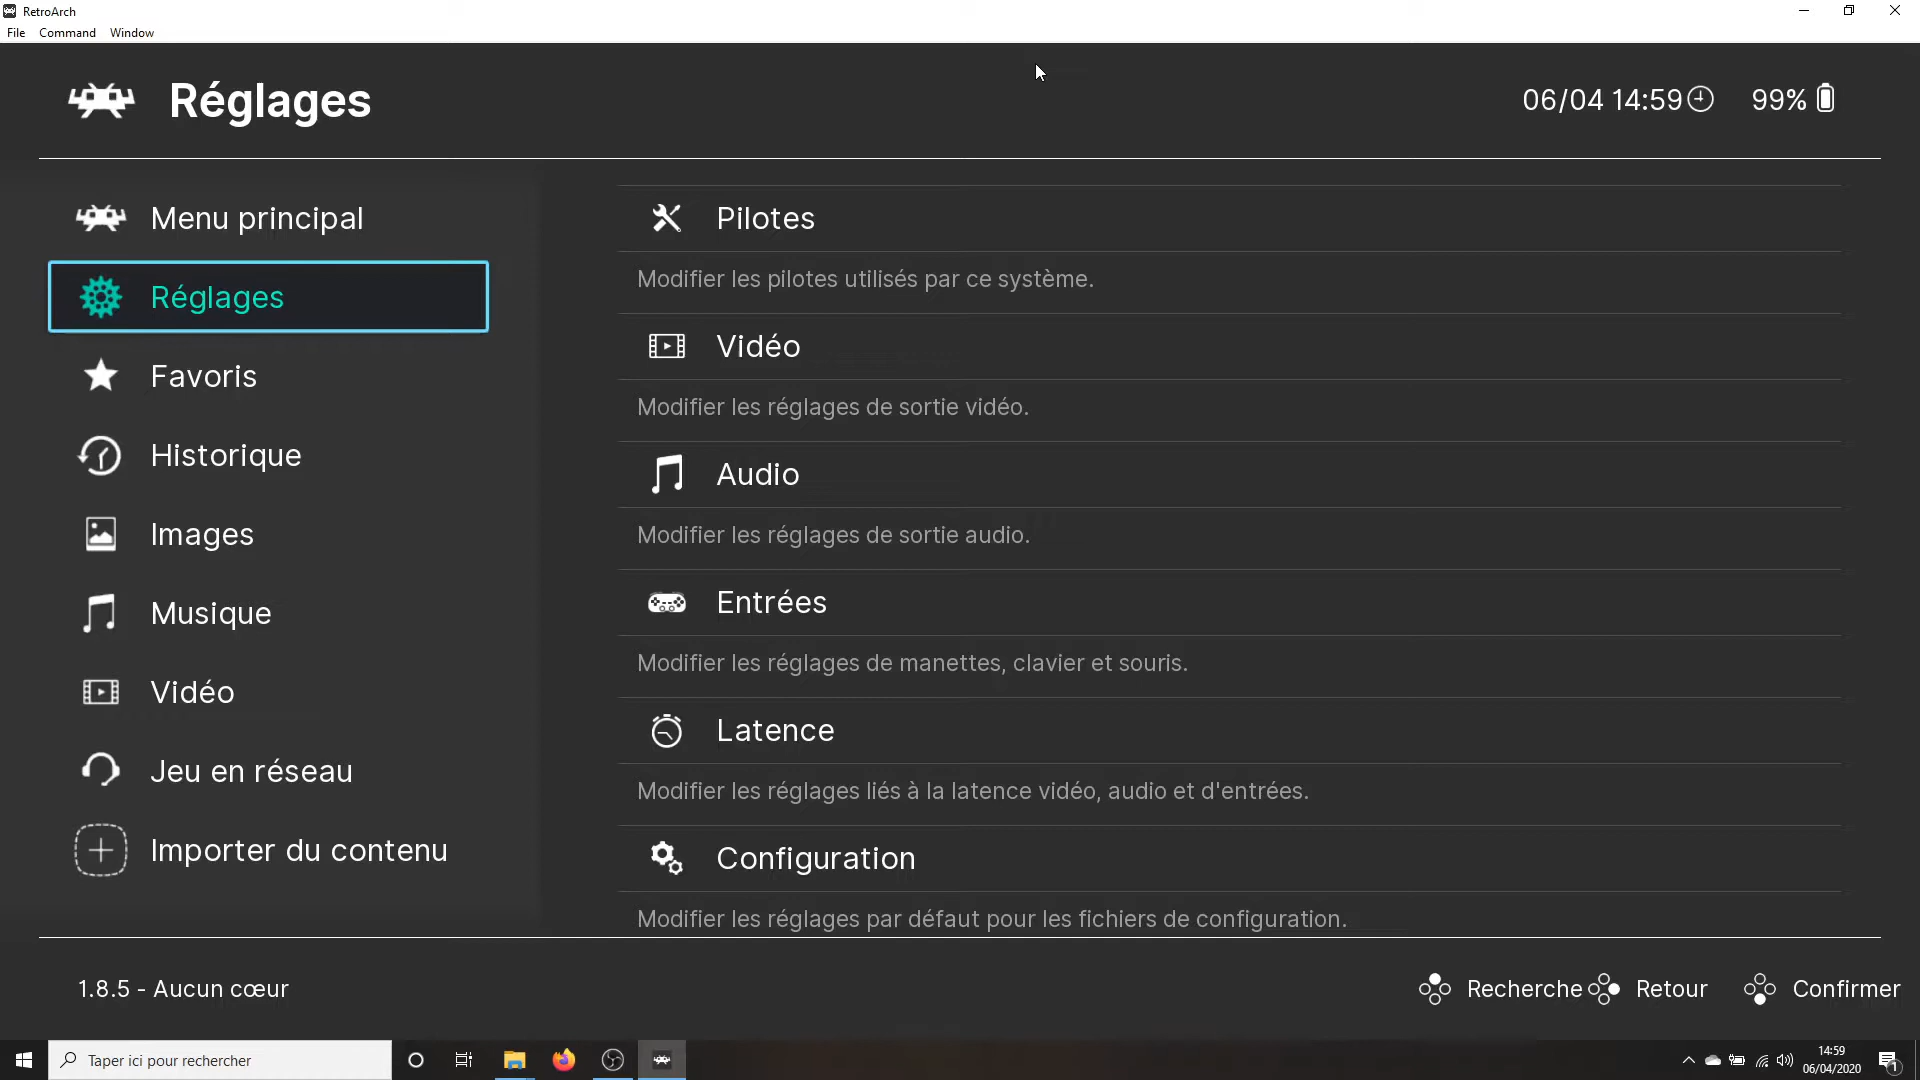 RetroArch
File Command Window
Réglages
06/04 14:59 99%
Menu principal
Réglages
Favoris
Historique
Images
Musique
Vidéo
Jeu en réseau
Importer du contenu
Pilotes
Modifier les pilotes utilisés par ce système.
Vidéo
Modifier les réglages de sortie vidéo.
Audio
Modifier les réglages de sortie audio.
Entrées
Modifier les réglages de manettes, clavier et souris.
Latence
Modifier les réglages liés à la latence vidéo, audio et d'entrées.
Configuration
Modifier les réglages par défaut pour les fichiers de configuration.
1.8.5 - Aucun cœur
Recherche Retour Confirmer
Taper ici pour rechercher
14:59
06/04/2020
1